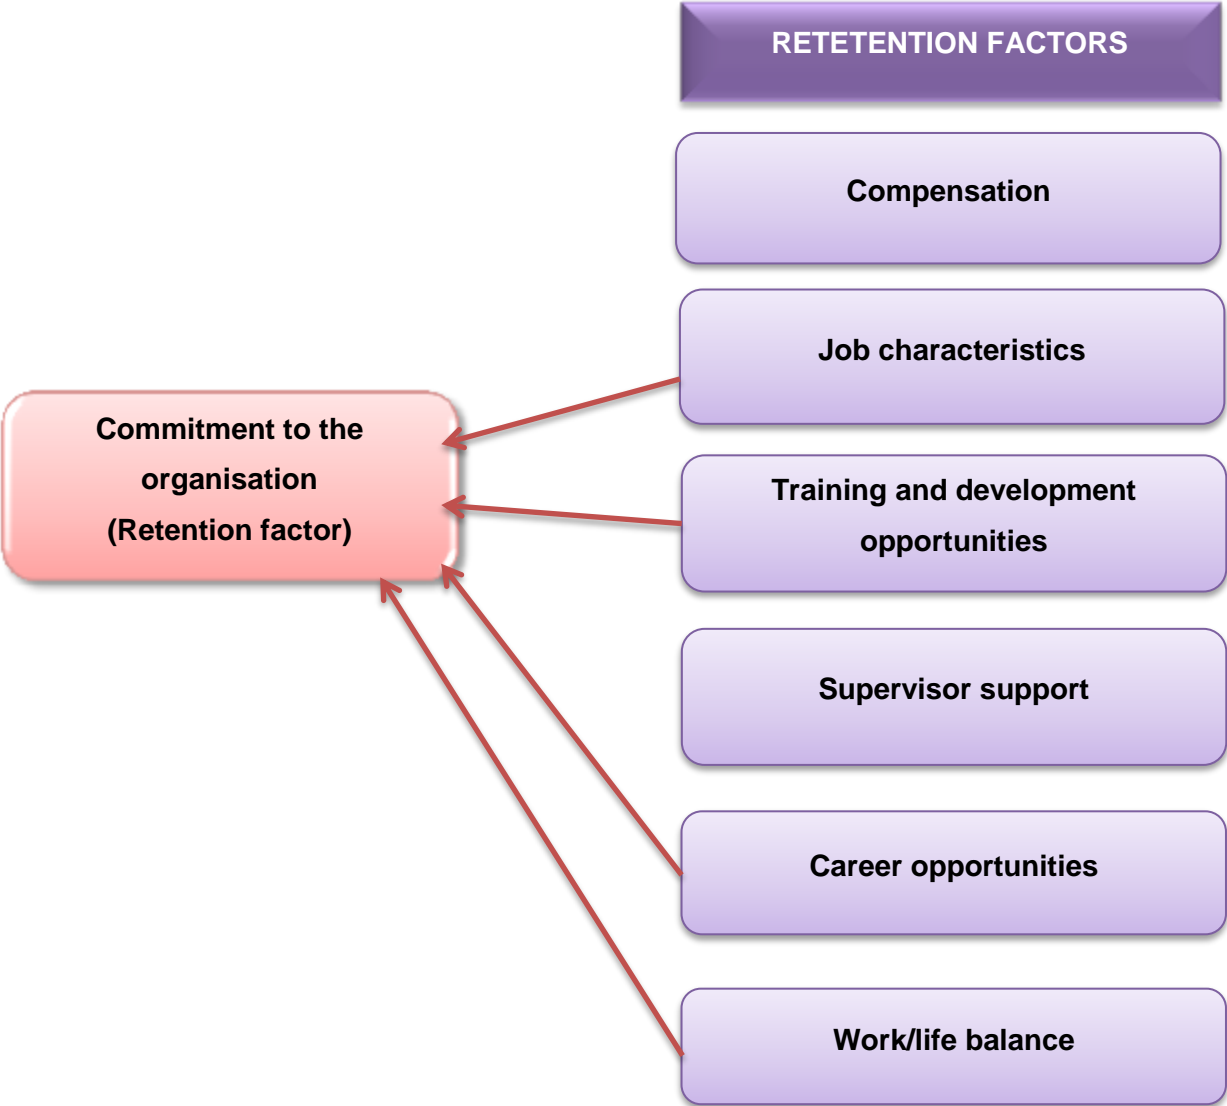 RETETENTION FACTORS
Compensation
Job characteristics
Commitment to the
organisation
(Retention factor)
Training and development
opportunities
Supervisor support
Career opportunities
Work/life balance